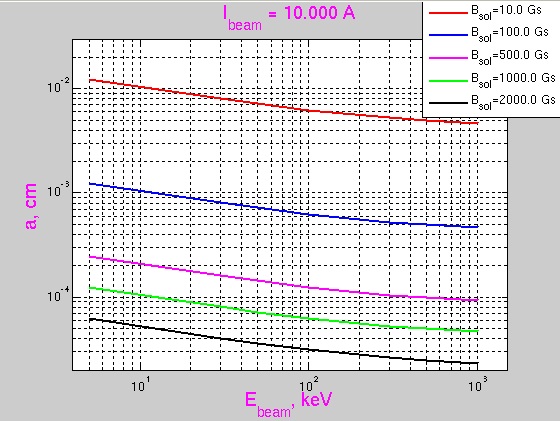 I_beam = 10.000 A
B_sol=10.0 Gs
B_sol=100.0 Gs
B_sol=500.0 Gs
B_sol=1000.0 Gs
B_sol=2000.0 Gs
10^-2
10^-3
10^-4
a, cm
10^1
10^2
10^3
E_beam, keV